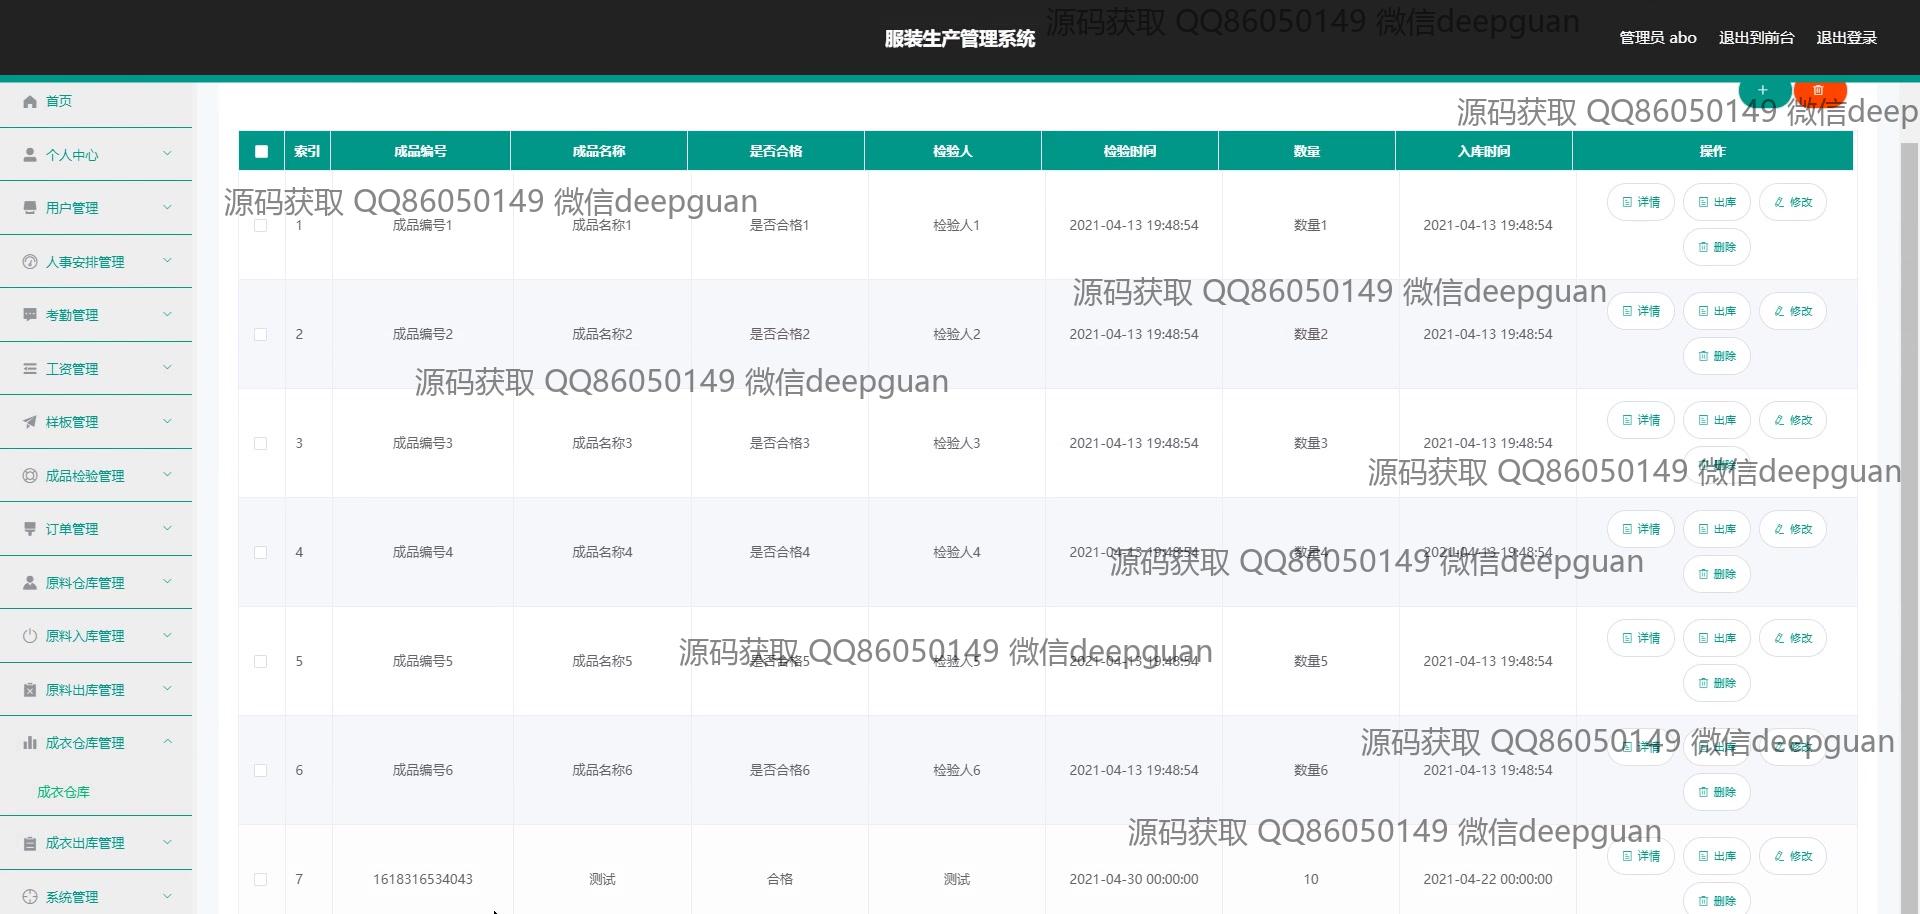 服装生产管理系统
源码获取 QQ86050149 微信deepguan
管理员 abo 退出到前台 退出登录
首页
个人中心
用户管理
人事安排管理
考勤管理
工资管理
样板管理
成品检验管理
订单管理
原料仓库管理
原料入库管理
原料出库管理
成衣仓库管理
成衣仓库
成衣出库管理
系统管理
源码获取 QQ86050149 微信deep
索引 成品编号 成品名称 是否合格 检验人 检验时间 数量 入库时间 操作
源码获取 QQ86050149 微信deepguan
1 成品编号1 成品名称1 是否合格1 检验人1 2021-04-13 19:48:54 数量1 2021-04-13 19:48:54 详情 出库 修改
删除
源码获取 QQ86050149 微信deepguan
2 成品编号2 成品名称2 是否合格2 检验人2 2021-04-13 19:48:54 数量2 2021-04-13 19:48:54 详情 出库 修改
删除
源码获取 QQ86050149 微信deepguan
3 成品编号3 成品名称3 是否合格3 检验人3 2021-04-13 19:48:54 数量3 2021-04-13 19:48:54 详情 出库 修改
删除
源码获取 QQ86050149 微信deepguan
4 成品编号4 成品名称4 是否合格4 检验人4 2021-04-13 19:48:54 数量4 2021-04-13 19:48:54 详情 出库 修改
删除
源码获取 QQ86050149 微信deepguan
5 成品编号5 成品名称5 是否合格5 检验人5 2021-04-13 19:48:54 数量5 2021-04-13 19:48:54 详情 出库 修改
删除
源码获取 QQ86050149 微信deepguan
6 成品编号6 成品名称6 是否合格6 检验人6 2021-04-13 19:48:54 数量6 2021-04-13 19:48:54 详情 出库 修改
删除
源码获取 QQ86050149 微信deepguan
7 1618316534043 测试 合格 测试 2021-04-30 00:00:00 10 2021-04-22 00:00:00 详情 出库 修改
删除
源码获取 QQ86050149 微信deepguan